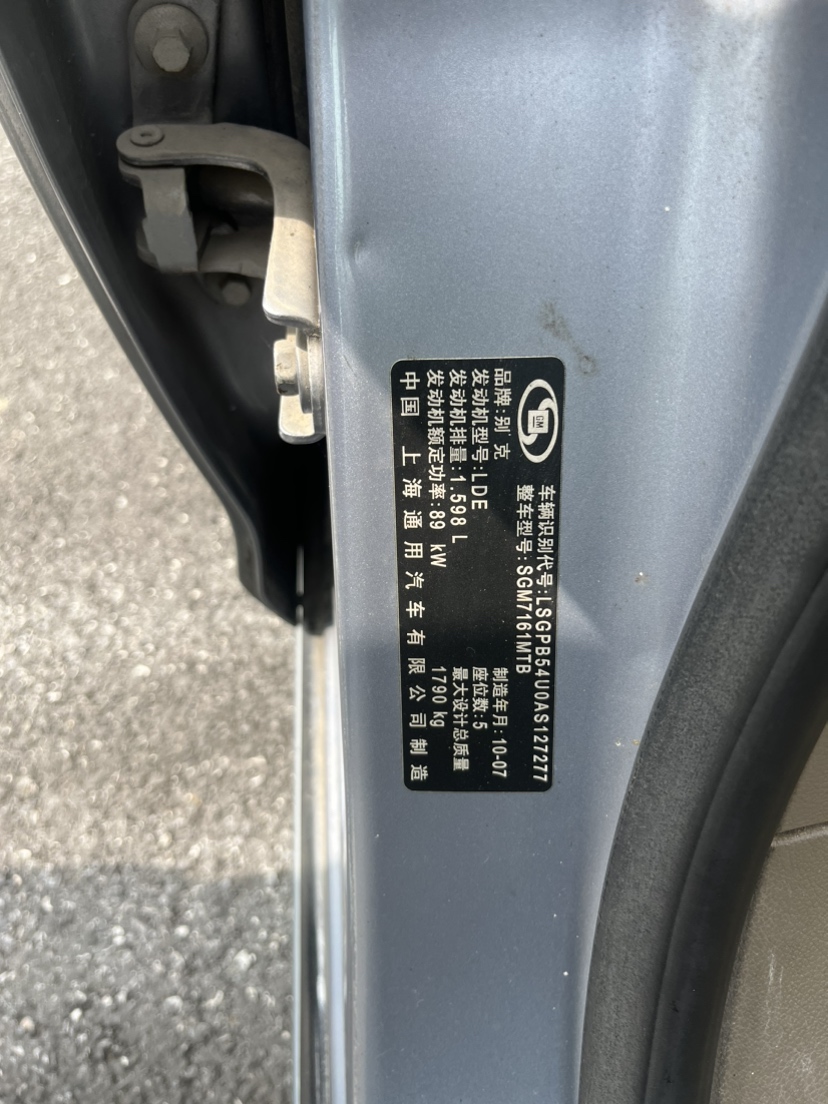 GM
车辆识别代号:LSGPB54U0AS127277
整车型号:SGM7161MTB
品牌:别克
制造年月:10-07
发动机型号:LDE
座位数:5
发动机排量:1.598 L
最大设计总质量
发动机额定功率:89 kW
1790 kg
中国 上海通用汽车有限公司制造